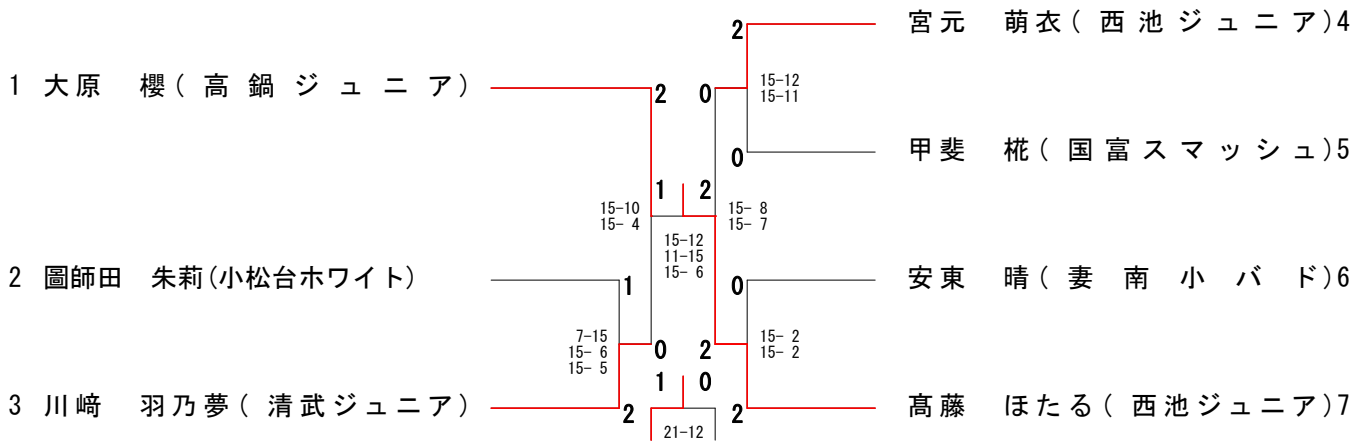 2 宮元 萌衣(西池ジュニア)4
1 大原 櫻(高鍋ジュニア) 2 0 15-12
15-11
0 甲斐 椛(国富スマッシュ)5
1 2
15-10 15- 8
15- 4 15- 7
15-12
11-15
15- 6
2 圖師田 朱莉(小松台ホワイト) 1 0 安東 晴(妻南小バド)6
7-15 15- 2
15- 6 0 2 15- 2
15- 5
1 0
3 川﨑 羽乃夢(清武ジュニア) 2 2 髙藤 ほたる(西池ジュニア)7
21-12